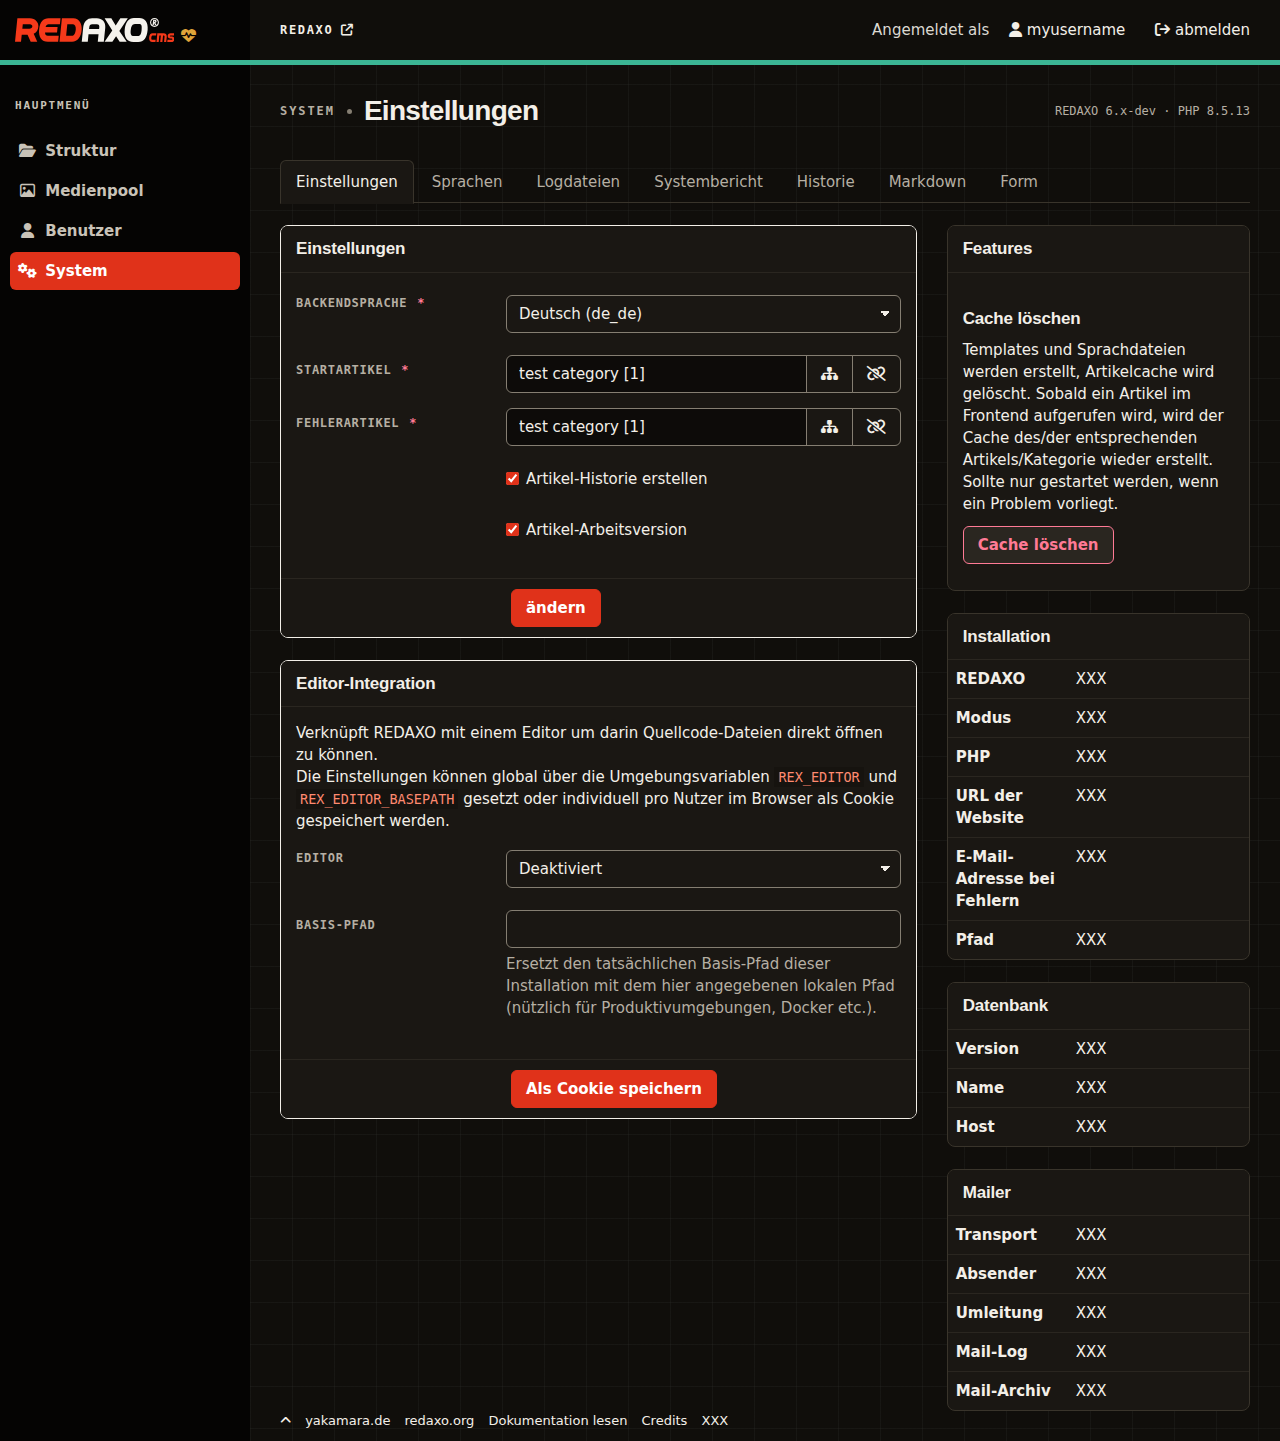 REDAXO® cms
REDAXO
Angemeldet als myusername abmelden
HAUPTMENÜ
Struktur
Medienpool
Benutzer
System
SYSTEM • Einstellungen
REDAXO 6.x-dev · PHP 8.5.13
Einstellungen Sprachen Logdateien Systembericht Historie Markdown Form
Einstellungen
BACKENDSPRACHE *
Deutsch (de_de)
STARTARTIKEL *
test category [1]
FEHLERARTIKEL *
test category [1]
Artikel-Historie erstellen
Artikel-Arbeitsversion
ändern
Editor-Integration
Verknüpft REDAXO mit einem Editor um darin Quellcode-Dateien direkt öffnen
zu können.
Die Einstellungen können global über die Umgebungsvariablen REX_EDITOR und
REX_EDITOR_BASEPATH gesetzt oder individuell pro Nutzer im Browser als Cookie
gespeichert werden.
EDITOR
Deaktiviert
BASIS-PFAD
Ersetzt den tatsächlichen Basis-Pfad dieser
Installation mit dem hier angegebenen lokalen Pfad
(nützlich für Produktivumgebungen, Docker etc.).
Als Cookie speichern
Features
Cache löschen
Templates und Sprachdateien
werden erstellt, Artikelcache wird
gelöscht. Sobald ein Artikel im
Frontend aufgerufen wird, wird der
Cache des/der entsprechenden
Artikels/Kategorie wieder erstellt.
Sollte nur gestartet werden, wenn
ein Problem vorliegt.
Cache löschen
Installation
REDAXO XXX
Modus XXX
PHP XXX
URL der XXX
Website
E-Mail- XXX
Adresse bei
Fehlern
Pfad XXX
Datenbank
Version XXX
Name XXX
Host XXX
Mailer
Transport XXX
Absender XXX
Umleitung XXX
Mail-Log XXX
Mail-Archiv XXX
yakamara.de redaxo.org Dokumentation lesen Credits XXX